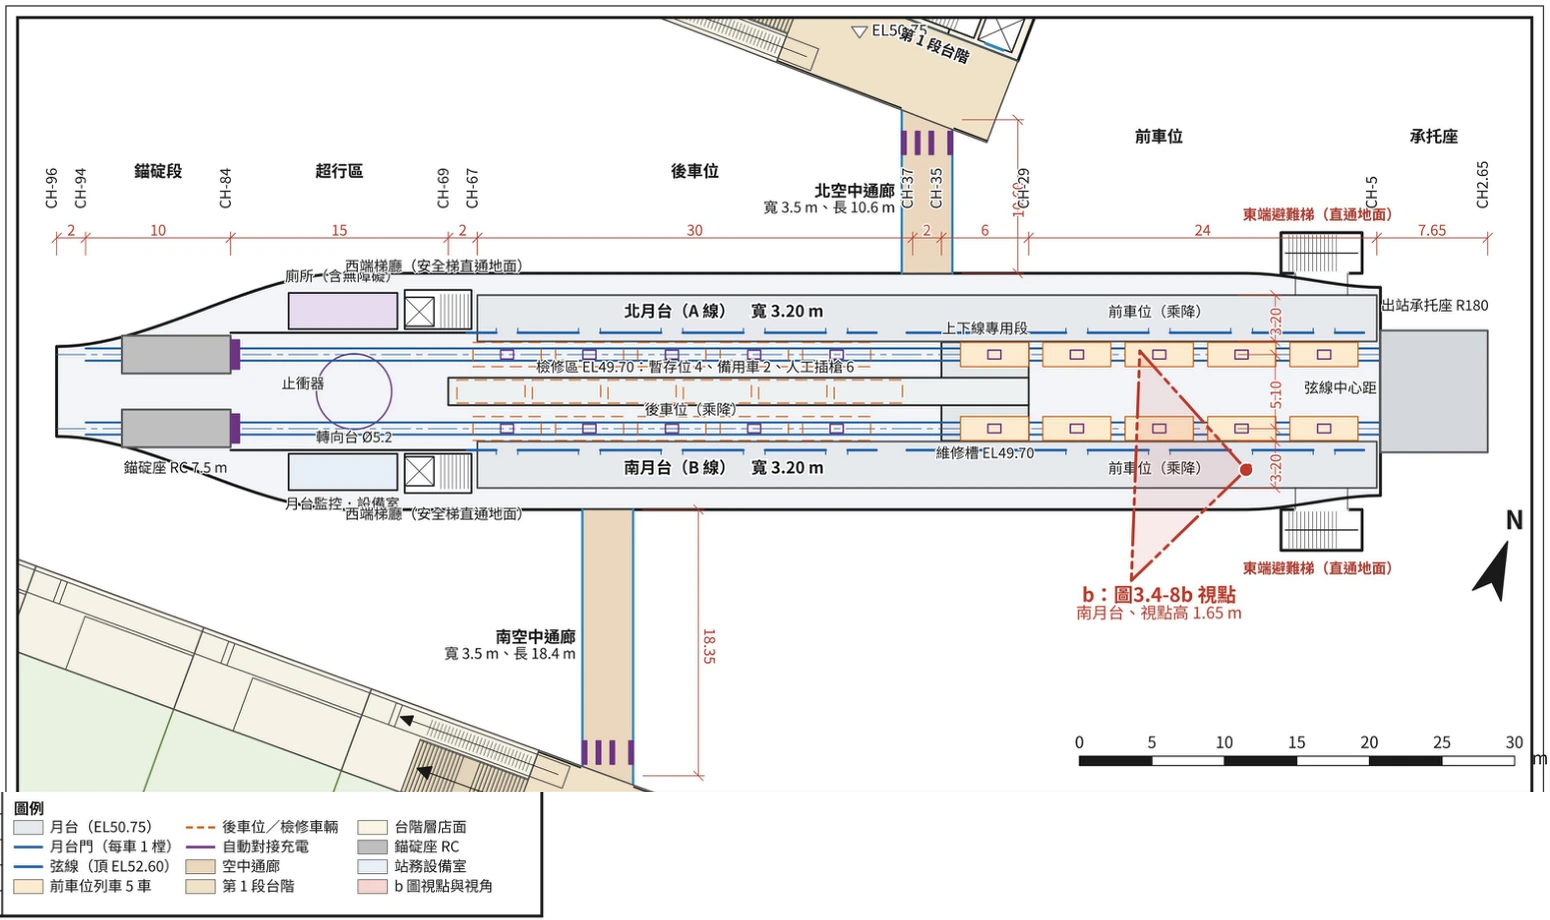 EL50.75
第 1 段台階
錨碇段
超行區
後車位
前車位
承托座
CH-96
CH-94
CH-84
CH-69
CH-67
CH-37
CH-35
CH-29
CH-5
CH2.65
北空中通廊
寬 3.5 m、長 10.6 m
10.60
東端避難梯（直通地面）
2
10
15
2
30
2
6
24
7.65
西端梯廳（安全梯直通地面）
廁所（含無障礙）
北月台（A 線） 寬 3.20 m
前車位（乘降）
3.20
出站承托座 R180
上下線專用段
檢修區 EL49.70：暫存位 4、備用車 2、人工插槍 6
止衝器
5.10
弦線中心距
後車位（乘降）
轉向台 Ø5.2
維修槽 EL49.70
錨碇座 RC 7.5 m
南月台（B 線） 寬 3.20 m
前車位（乘降）
3.20
月台監控・設備室
西端梯廳（安全梯直通地面）
N
東端避難梯（直通地面）
b：圖3.4-8b 視點
南月台、視點高 1.65 m
南空中通廊
寬 3.5 m、長 18.4 m
18.35
0 5 10 15 20 25 30 m
圖例
月台（EL50.75） 後車位／檢修車輛 台階層店面
月台門（每車 1 樘） 自動對接充電 錨碇座 RC
弦線（頂 EL52.60） 空中通廊 站務設備室
前車位列車 5 車 第 1 段台階 b 圖視點與視角